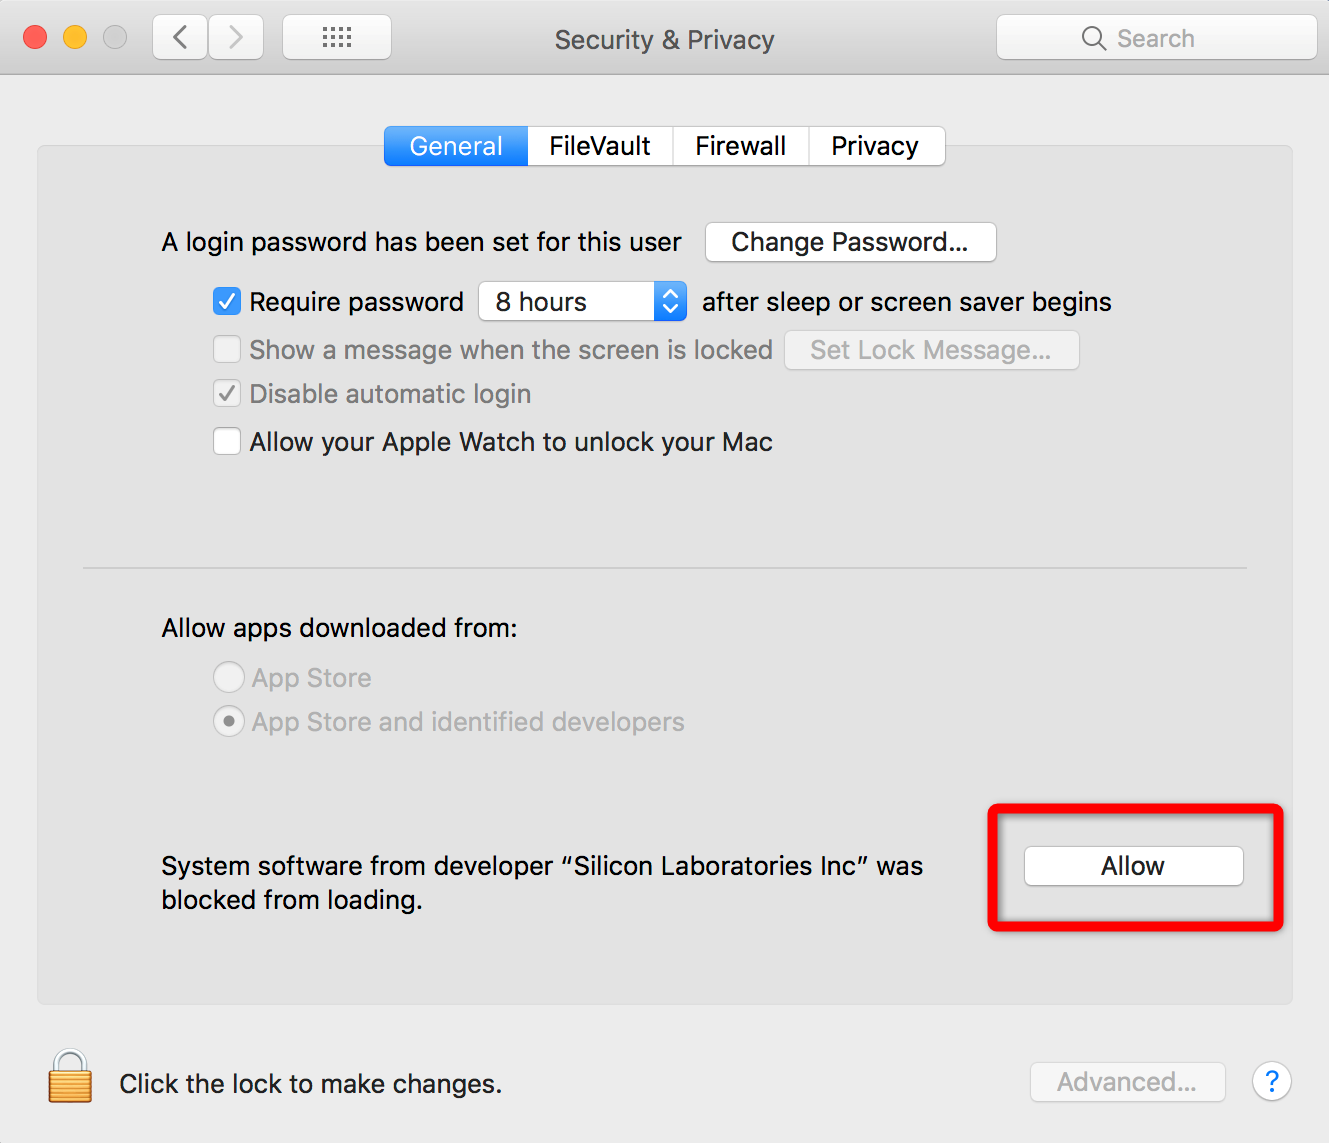 Security & Privacy
Search
General FileVault Firewall Privacy
A login password has been set for this user Change Password...
Require password 8 hours after sleep or screen saver begins
Show a message when the screen is locked Set Lock Message...
Disable automatic login
Allow your Apple Watch to unlock your Mac
Allow apps downloaded from:
App Store
App Store and identified developers
System software from developer “Silicon Laboratories Inc” was
blocked from loading.
Allow
Click the lock to make changes.
Advanced...
?